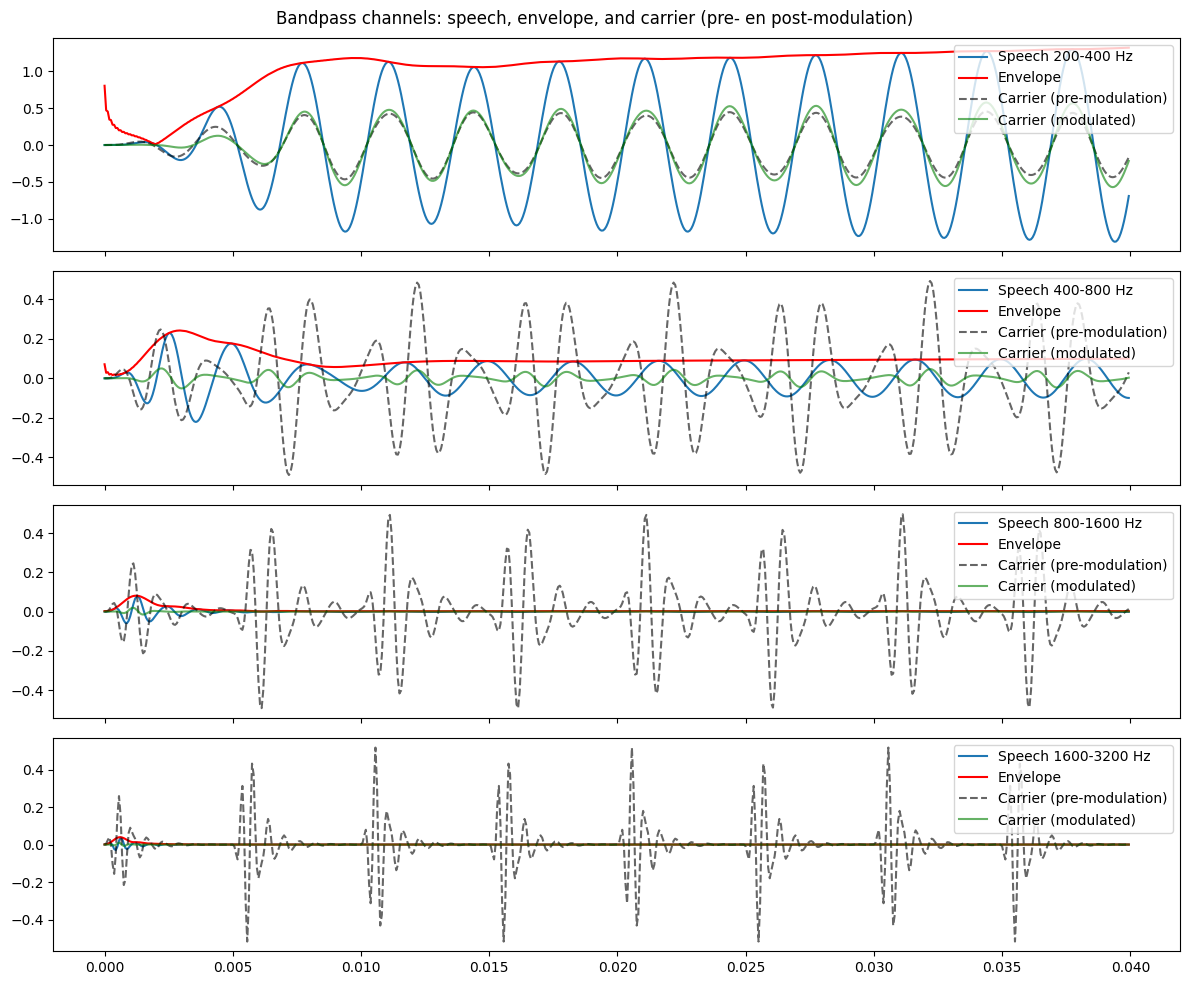 Bandpass channels: speech, envelope, and carrier (pre- en post-modulation)
1.0
0.5
0.0
−0.5
−1.0
Speech 200-400 Hz
Envelope
Carrier (pre-modulation)
Carrier (modulated)
0.4
0.2
0.0
−0.2
−0.4
Speech 400-800 Hz
Envelope
Carrier (pre-modulation)
Carrier (modulated)
0.4
0.2
0.0
−0.2
−0.4
Speech 800-1600 Hz
Envelope
Carrier (pre-modulation)
Carrier (modulated)
0.4
0.2
0.0
−0.2
−0.4
Speech 1600-3200 Hz
Envelope
Carrier (pre-modulation)
Carrier (modulated)
0.000 0.005 0.010 0.015 0.020 0.025 0.030 0.035 0.040